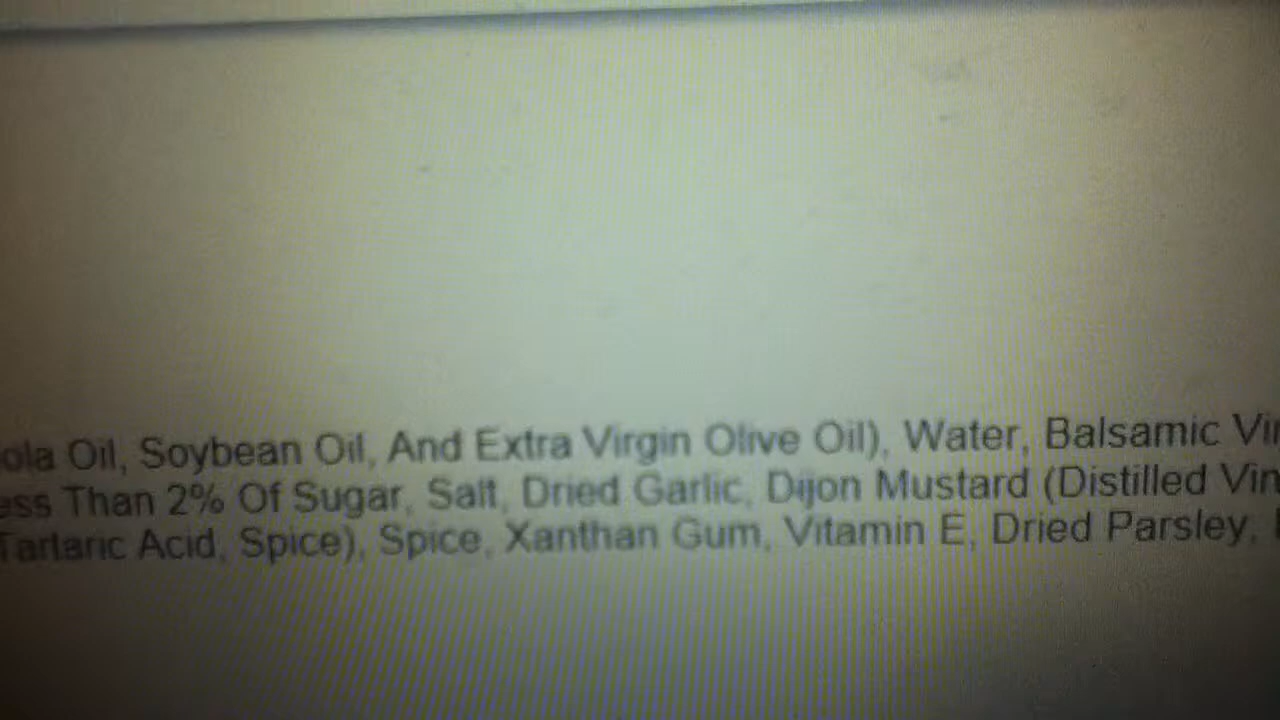 ola Oil, Soybean Oil, And Extra Virgin Olive Oil), Water, Balsamic Vin
ess Than 2% Of Sugar, Salt, Dried Garlic, Dijon Mustard (Distilled Vin
Tartaric Acid, Spice), Spice, Xanthan Gum, Vitamin E, Dried Parsley,